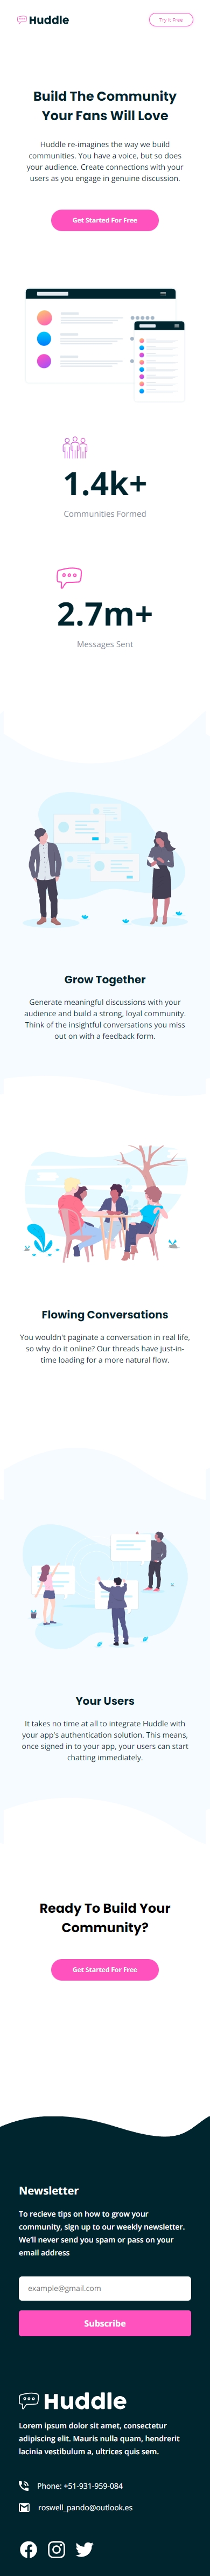 Huddle
Try It Free
Build The Community
Your Fans Will Love
Huddle re-imagines the way we build
communities. You have a voice, but so does
your audience. Create connections with your
users as you engage in genuine discussion.
Get Started For Free
1.4k+
Communities Formed
2.7m+
Messages Sent
Grow Together
Generate meaningful discussions with your
audience and build a strong, loyal community.
Think of the insightful conversations you miss
out on with a feedback form.
Flowing Conversations
You wouldn't paginate a conversation in real life,
so why do it online? Our threads have just-in-
time loading for a more natural flow.
Your Users
It takes no time at all to integrate Huddle with
your app's authentication solution. This means,
once signed in to your app, your users can start
chatting immediately.
Ready To Build Your
Community?
Get Started For Free
Newsletter
To recieve tips on how to grow your
community, sign up to our weekly newsletter.
We'll never send you spam or pass on your
email address
example@gmail.com
Subscribe
Huddle
Lorem ipsum dolor sit amet, consectetur
adipiscing elit. Mauris nulla quam, hendrerit
lacinia vestibulum a, ultrices quis sem.
Phone: +51-931-959-084
roswell_pando@outlook.es